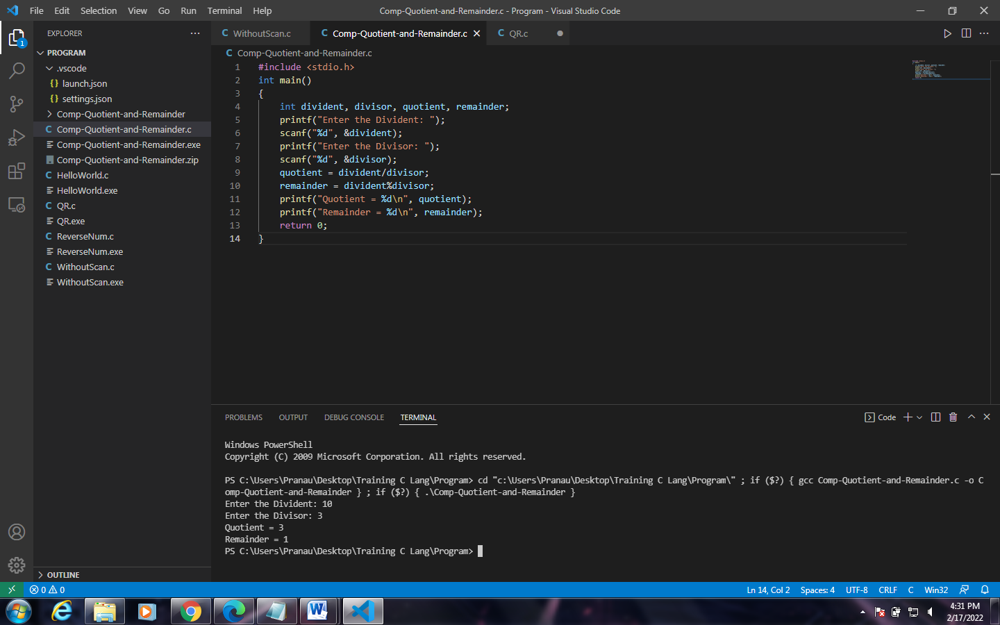 File Edit Selection View Go Run Terminal Help
Comp-Quotient-and-Remainder.c - Program - Visual Studio Code
1
EXPLORER
PROGRAM
.vscode
{} launch.json
{} settings.json
Comp-Quotient-and-Remainder
C Comp-Quotient-and-Remainder.c
Comp-Quotient-and-Remainder.exe
Comp-Quotient-and-Remainder.zip
C HelloWorld.c
HelloWorld.exe
C QR.c
QR.exe
C ReverseNum.c
ReverseNum.exe
C WithoutScan.c
WithoutScan.exe
OUTLINE
C WithoutScan.c C Comp-Quotient-and-Remainder.c C QR.c
C Comp-Quotient-and-Remainder.c
1 #include <stdio.h>
2 int main()
3 {
4 int divident, divisor, quotient, remainder;
5 printf("Enter the Divident: ");
6 scanf("%d", &divident);
7 printf("Enter the Divisor: ");
8 scanf("%d", &divisor);
9 quotient = divident/divisor;
10 remainder = divident%divisor;
11 printf("Quotient = %d\n", quotient);
12 printf("Remainder = %d\n", remainder);
13 return 0;
14 }
PROBLEMS OUTPUT DEBUG CONSOLE TERMINAL
Code
Windows PowerShell
Copyright (C) 2009 Microsoft Corporation. All rights reserved.
PS C:\Users\Pranau\Desktop\Training C Lang\Program> cd "c:\Users\Pranau\Desktop\Training C Lang\Program\" ; if ($?) { gcc Comp-Quotient-and-Remainder.c -o C
omp-Quotient-and-Remainder } ; if ($?) { .\Comp-Quotient-and-Remainder }
Enter the Divident: 10
Enter the Divisor: 3
Quotient = 3
Remainder = 1
PS C:\Users\Pranau\Desktop\Training C Lang\Program>
0 0 Ln 14, Col 2 Spaces: 4 UTF-8 CRLF C Win32
4:31 PM
2/17/2022